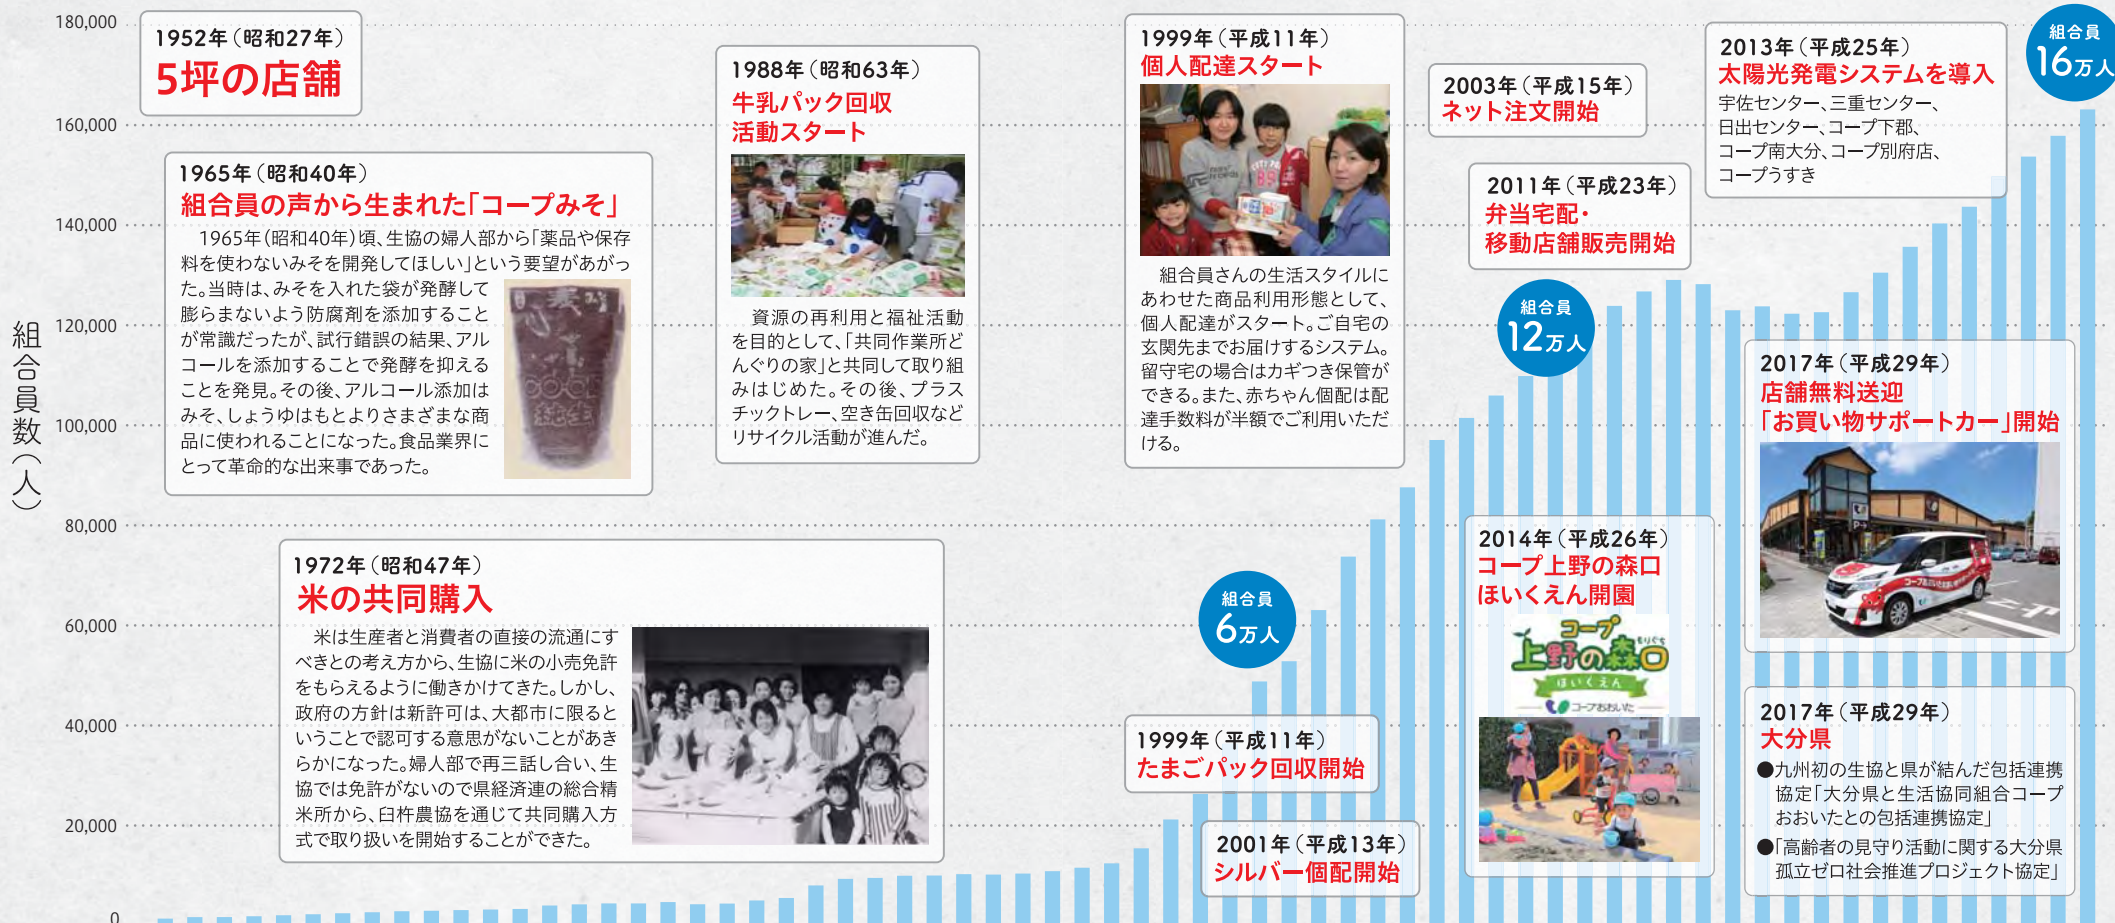 組合員数（人）
180,000
160,000
140,000
120,000
100,000
80,000
60,000
40,000
20,000
0
1952年（昭和27年）
5坪の店舗
1965年（昭和40年）
組合員の声から生まれた「コープみそ」
1965年（昭和40年）頃、生協の婦人部から「薬品や保存
料を使わないみそを開発してほしい」という要望があがっ
た。当時は、みそを入れた袋が発酵して
膨らまないよう防腐剤を添加すること
が常識だったが、試行錯誤の結果、アル
コールを添加することで発酵を抑える
ことを発見。その後、アルコール添加は
みそ、しょうゆはもとよりさまざまな商
品に使われることになった。食品業界に
とって革命的な出来事であった。
1972年（昭和47年）
米の共同購入
米は生産者と消費者の直接の流通にす
べきとの考え方から、生協に米の小売免許
をもらえるように働きかけてきた。しかし、
政府の方針は新許可は、大都市に限ると
いうことで認可する意思がないことがあき
らかになった。婦人部で再三話し合い、生
協では免許がないので県経済連の総合精
米所から、臼杵農協を通じて共同購入方
式で取り扱いを開始することができた。
1988年（昭和63年）
牛乳パック回収
活動スタート
資源の再利用と福祉活動
を目的として、「共同作業所ど
んぐりの家」と共同して取り組
みはじめた。その後、プラス
チックトレー、空き缶回収など
リサイクル活動が進んだ。
1999年（平成11年）
個人配達スタート
組合員さんの生活スタイルに
あわせた商品利用形態として、
個人配達がスタート。ご自宅の
玄関先までお届けするシステム。
留守宅の場合はカギつき保管が
できる。また、赤ちゃん個配は配
達手数料が半額でご利用いただ
ける。
組合員
6万人
1999年（平成11年）
たまごパック回収開始
2001年（平成13年）
シルバー個配開始
2003年（平成15年）
ネット注文開始
2011年（平成23年）
弁当宅配・
移動店舗販売開始
組合員
12万人
2013年（平成25年）
太陽光発電システムを導入
宇佐センター、三重センター、
日出センター、コープ下郡、
コープ南大分、コープ別府店、
コープうすき
組合員
16万人
2014年（平成26年）
コープ上野の森口
ほいくえん開園
コープ
上野の森口
もりぐち
ほいくえん
コープおおいた
2017年（平成29年）
店舗無料送迎
「お買い物サポートカー」開始
2017年（平成29年）
大分県
●九州初の生協と県が結んだ包括連携
協定「大分県と生活協同組合コープ
おおいたとの包括連携協定」
●「高齢者の見守り活動に関する大分県
孤立ゼロ社会推進プロジェクト協定」